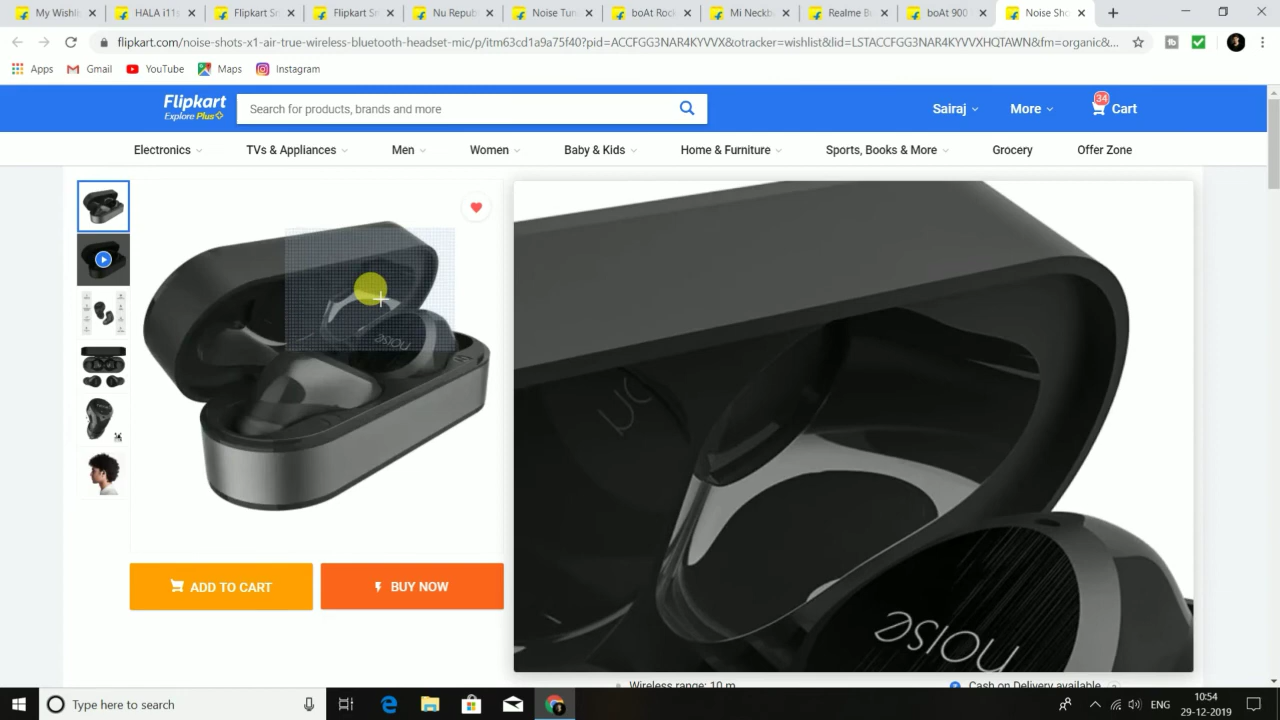 My Wishli
HALA i11s
Flipkart Sm
Flipkart Sm
Nu Repub
Noise Tun
boAt Rock
Mi Neckb
Realme B
boAt 900
Noise Sho
flipkart.com/noise-shots-x1-air-true-wireless-bluetooth-headset-mic/p/itm63cd1a9a75f40?pid=ACCFGG3NAR4KYVVX&otracker=wishlist&lid=LSTACCFGG3NAR4KYVVXHQTAWN&fm=organic&...
Apps
Gmail
YouTube
Maps
Instagram
Flipkart
Explore Plus
Search for products, brands and more
Sairaj
More
34
Cart
Electronics
TVs & Appliances
Men
Women
Baby & Kids
Home & Furniture
Sports, Books & More
Grocery
Offer Zone
noise
ADD TO CART
BUY NOW
noise
Wireless range: 10 m
Cash on Delivery available
?
Type here to search
ENG
10:54
29-12-2019